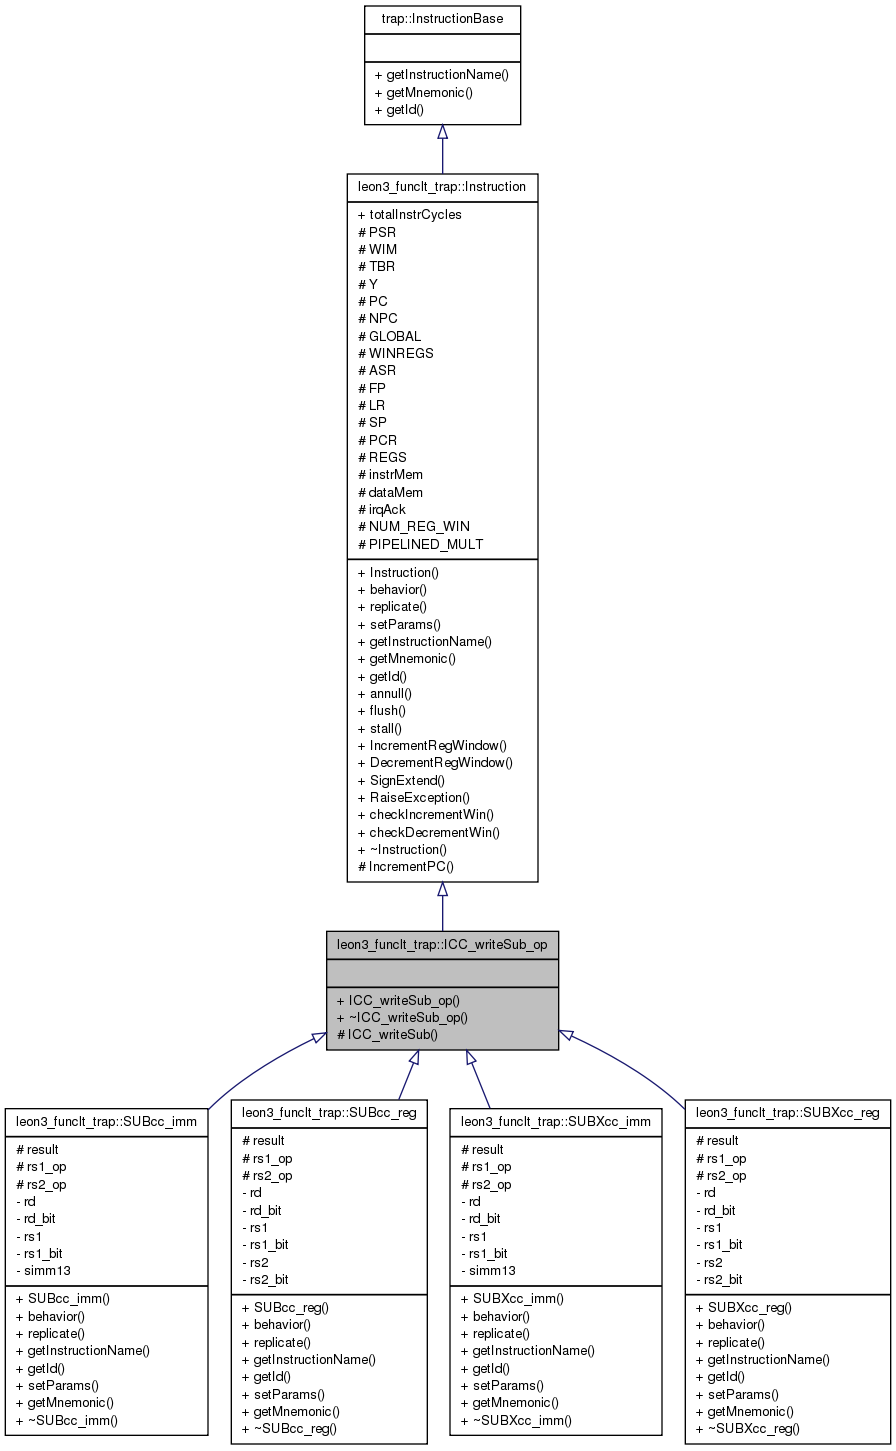 trap::InstructionBase
+ getInstructionName()
+ getMnemonic()
+ getId()
leon3_funclt_trap::Instruction
+ totalInstrCycles
# PSR
# WIM
# TBR
# Y
# PC
# NPC
# GLOBAL
# WINREGS
# ASR
# FP
# LR
# SP
# PCR
# REGS
# instrMem
# dataMem
# irqAck
# NUM_REG_WIN
# PIPELINED_MULT
+ Instruction()
+ behavior()
+ replicate()
+ setParams()
+ getInstructionName()
+ getMnemonic()
+ getId()
+ annull()
+ flush()
+ stall()
+ IncrementRegWindow()
+ DecrementRegWindow()
+ SignExtend()
+ RaiseException()
+ checkIncrementWin()
+ checkDecrementWin()
+ ~Instruction()
# IncrementPC()
leon3_funclt_trap::ICC_writeSub_op
+ ICC_writeSub_op()
+ ~ICC_writeSub_op()
# ICC_writeSub()
leon3_funclt_trap::SUBcc_imm
# result
# rs1_op
# rs2_op
- rd
- rd_bit
- rs1
- rs1_bit
- simm13
+ SUBcc_imm()
+ behavior()
+ replicate()
+ getInstructionName()
+ getId()
+ setParams()
+ getMnemonic()
+ ~SUBcc_imm()
leon3_funclt_trap::SUBcc_reg
# result
# rs1_op
# rs2_op
- rd
- rd_bit
- rs1
- rs1_bit
- rs2
- rs2_bit
+ SUBcc_reg()
+ behavior()
+ replicate()
+ getInstructionName()
+ getId()
+ setParams()
+ getMnemonic()
+ ~SUBcc_reg()
leon3_funclt_trap::SUBXcc_imm
# result
# rs1_op
# rs2_op
- rd
- rd_bit
- rs1
- rs1_bit
- simm13
+ SUBXcc_imm()
+ behavior()
+ replicate()
+ getInstructionName()
+ getId()
+ setParams()
+ getMnemonic()
+ ~SUBXcc_imm()
leon3_funclt_trap::SUBXcc_reg
# result
# rs1_op
# rs2_op
- rd
- rd_bit
- rs1
- rs1_bit
- rs2
- rs2_bit
+ SUBXcc_reg()
+ behavior()
+ replicate()
+ getInstructionName()
+ getId()
+ setParams()
+ getMnemonic()
+ ~SUBXcc_reg()